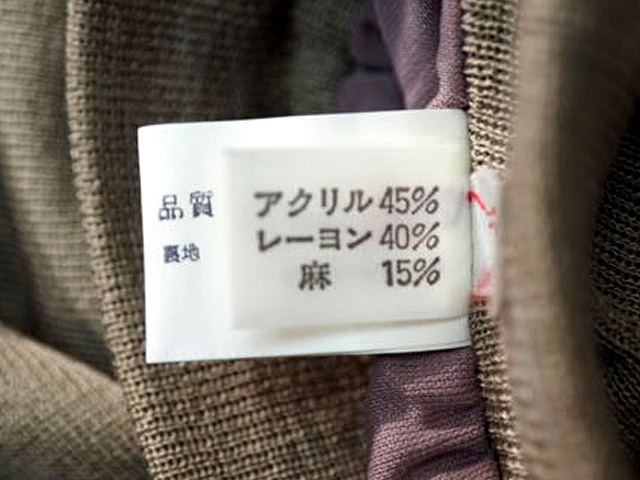 品質 アクリル 45%
レーヨン 40%
裏地
麻 15%